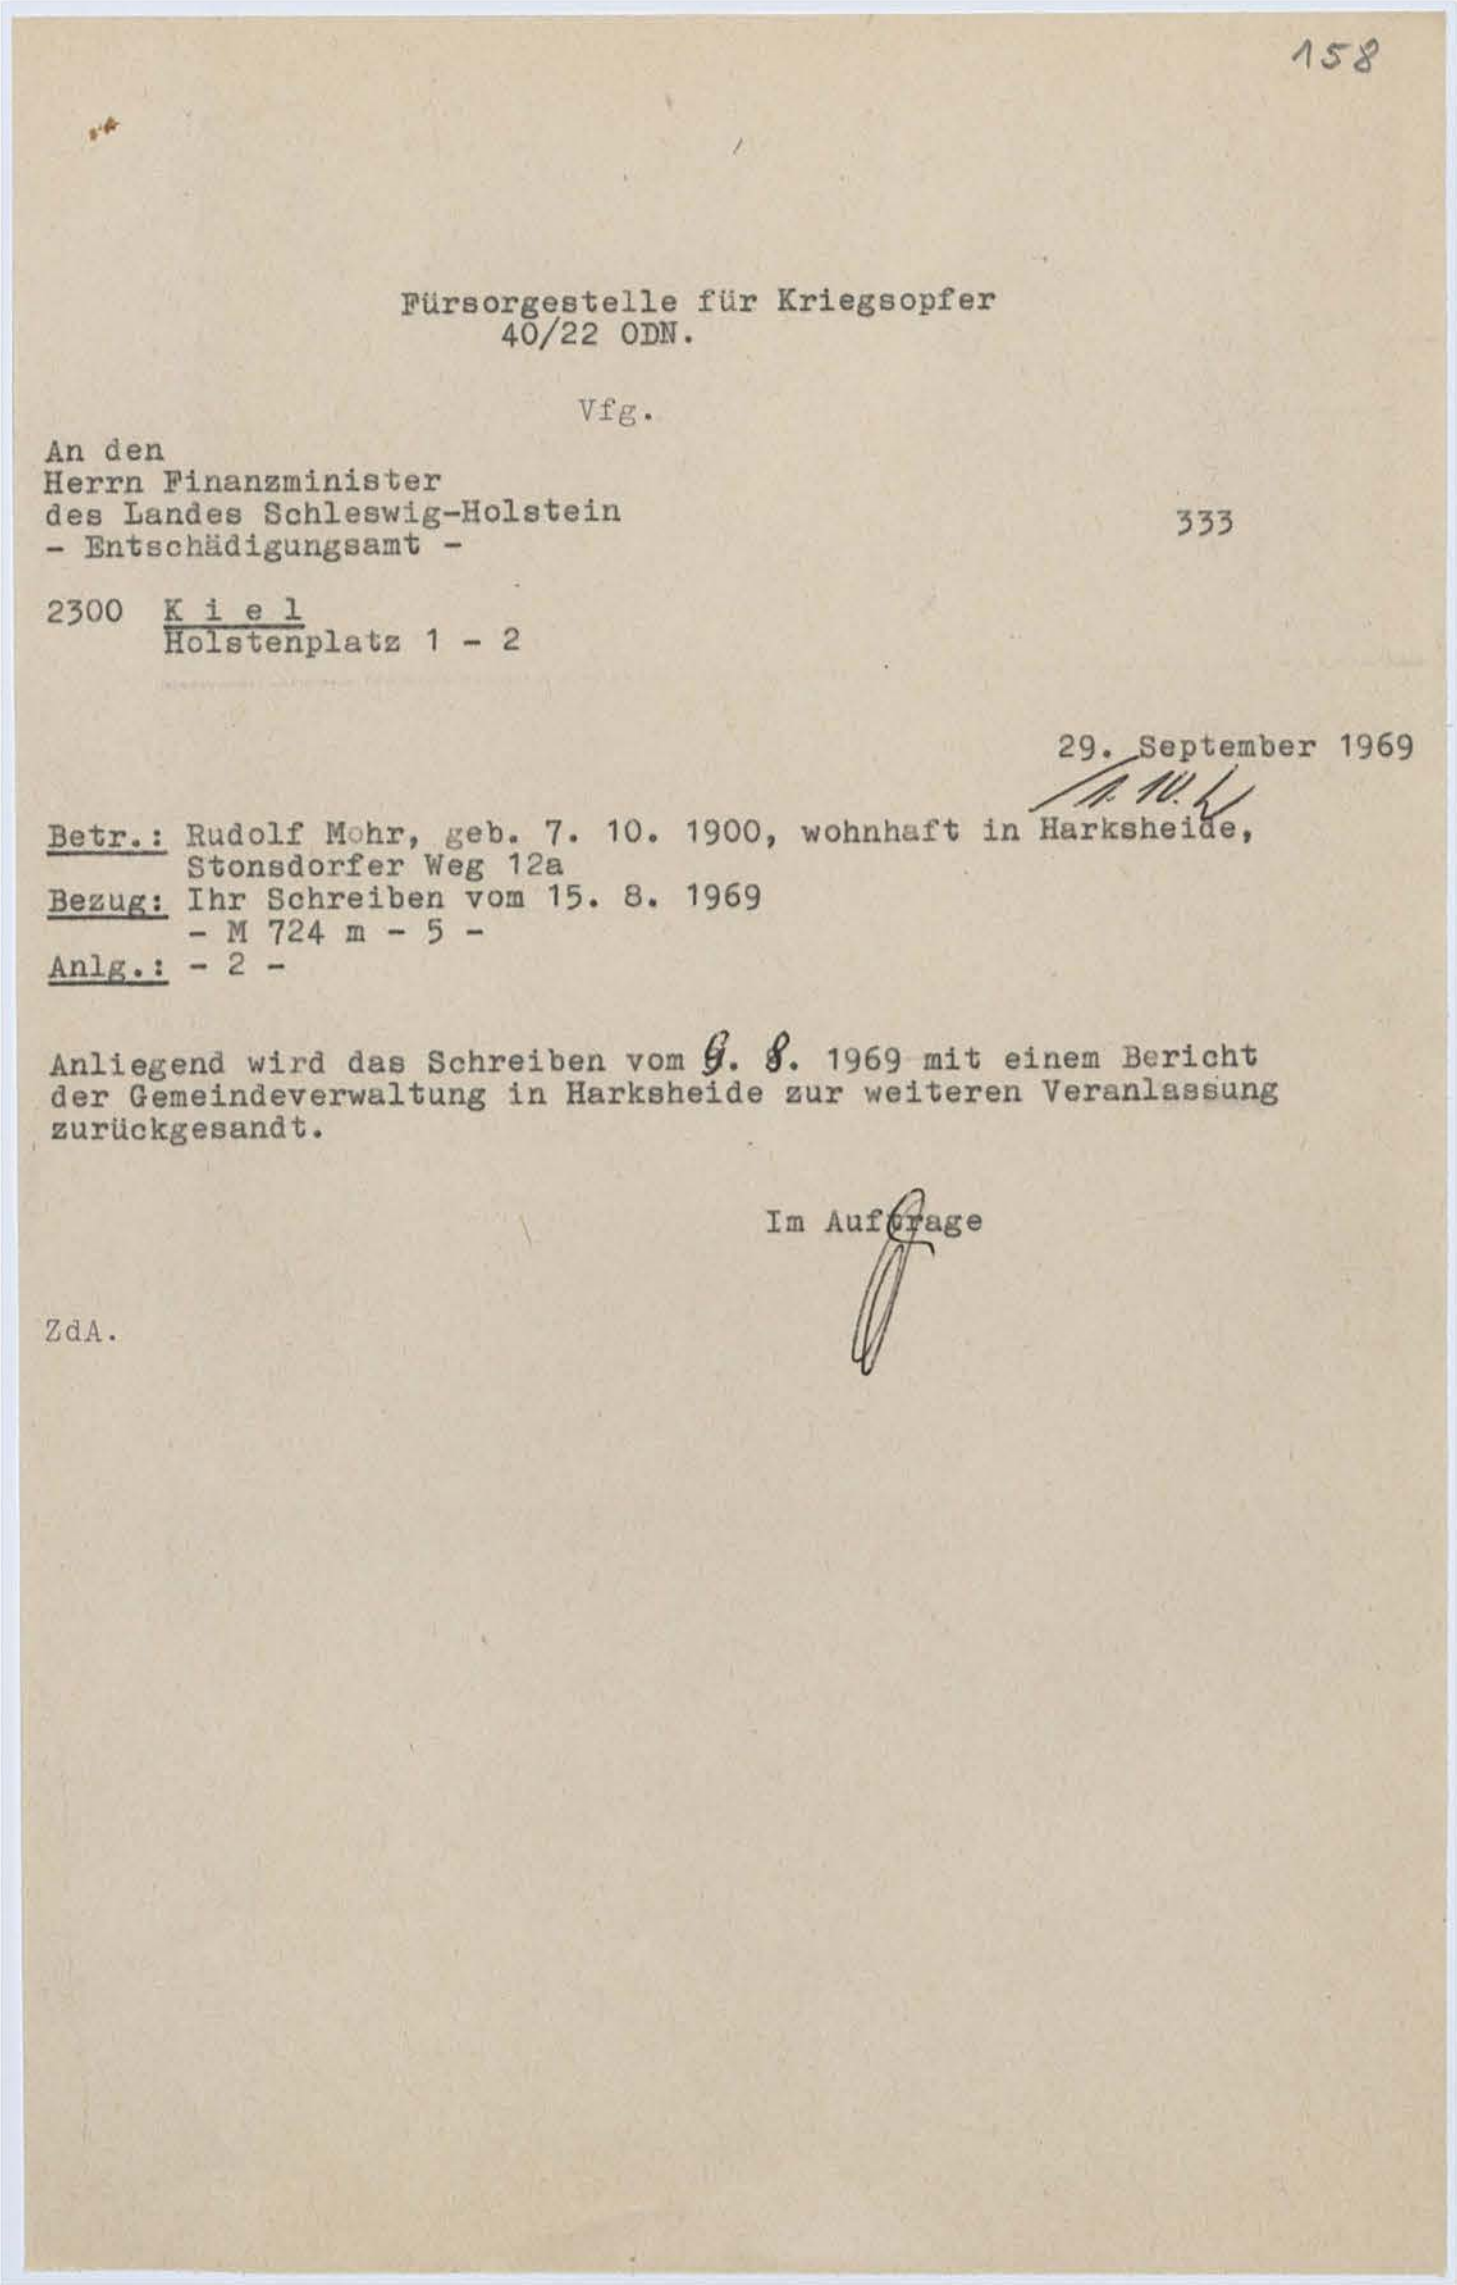 158
Fürsorgestelle für Kriegsopfer
40/22 ODN.
Vfg.
An den
Herrn Finanzminister
des Landes Schleswig-Holstein
333
- Entschädigungsamt -
2300 K i e l
Holstenplatz 1 - 2
29. September 1969
1. 10.
Betr.: Rudolf Mohr, geb. 7. 10. 1900, wohnhaft in Harksheide,
Stonsdorfer Weg 12a
Bezug: Ihr Schreiben vom 15. 8. 1969
- M 724 m - 5 -
Anlg.: - 2 -
Anliegend wird das Schreiben vom 8. 1969 mit einem Bericht
der Gemeindeverwaltung in Harksheide zur weiteren Veranlassung
zurückgesandt.
Im Auftrage
ZdA.